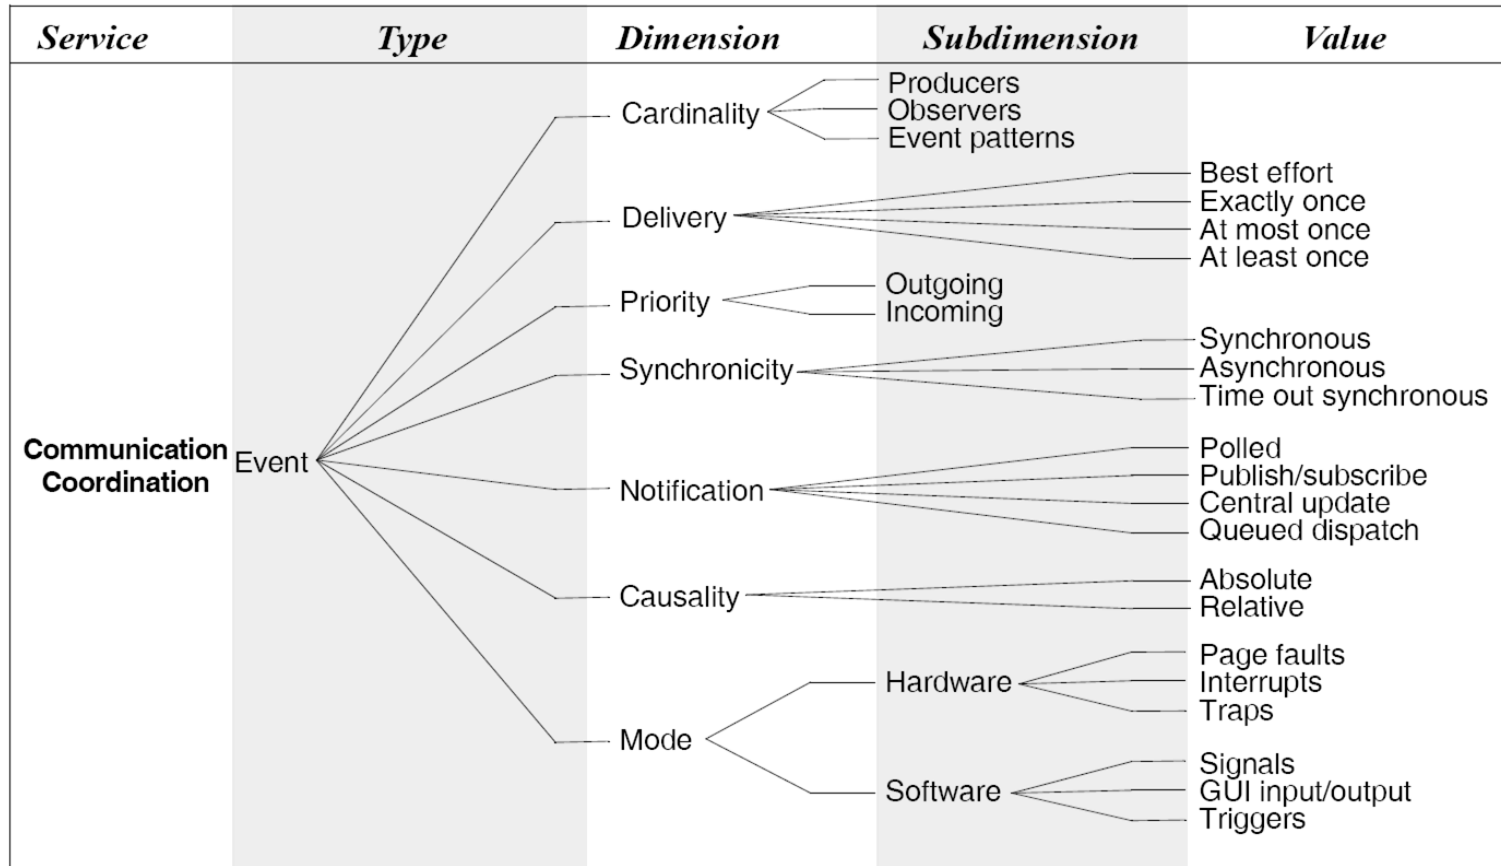 Service Type Dimension Subdimension Value
Producers
Cardinality Observers
Event patterns
Best effort
Exactly once
Delivery
At most once
At least once
Outgoing
Priority
Incoming
Synchronous
Synchronicity Asynchronous
Time out synchronous
Communication
Coordination
Event
Polled
Publish/subscribe
Notification
Central update
Queued dispatch
Absolute
Causality
Relative
Page faults
Hardware Interrupts
Traps
Mode
Signals
Software GUI input/output
Triggers